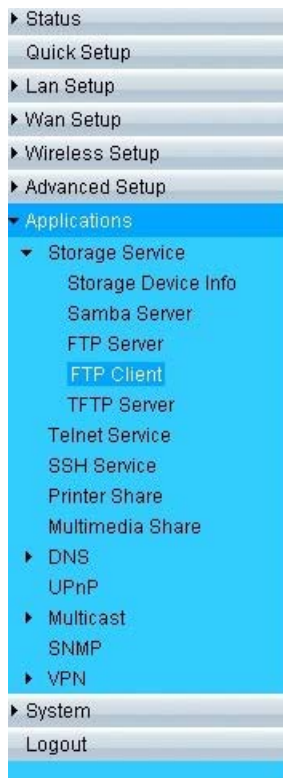 Status
Quick Setup
Lan Setup
Wan Setup
Wireless Setup
Advanced Setup
Applications
Storage Service
Storage Device Info
Samba Server
FTP Server
FTP Client
TFTP Server
Telnet Service
SSH Service
Printer Share
Multimedia Share
DNS
UPnP
Multicast
SNMP
VPN
System
Logout